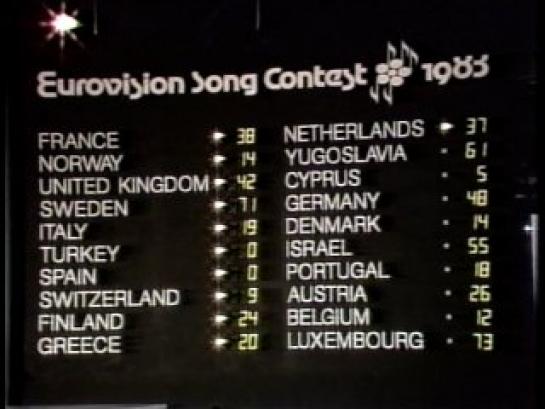 Eurovision Song Contest 1983
FRANCE 38
NORWAY 14
UNITED KINGDOM 42
SWEDEN 71
ITALY 19
TURKEY 0
SPAIN 0
SWITZERLAND 9
FINLAND 24
GREECE 20
NETHERLANDS 37
YUGOSLAVIA 61
CYPRUS 5
GERMANY 48
DENMARK 14
ISRAEL 55
PORTUGAL 18
AUSTRIA 26
BELGIUM 12
LUXEMBOURG 73